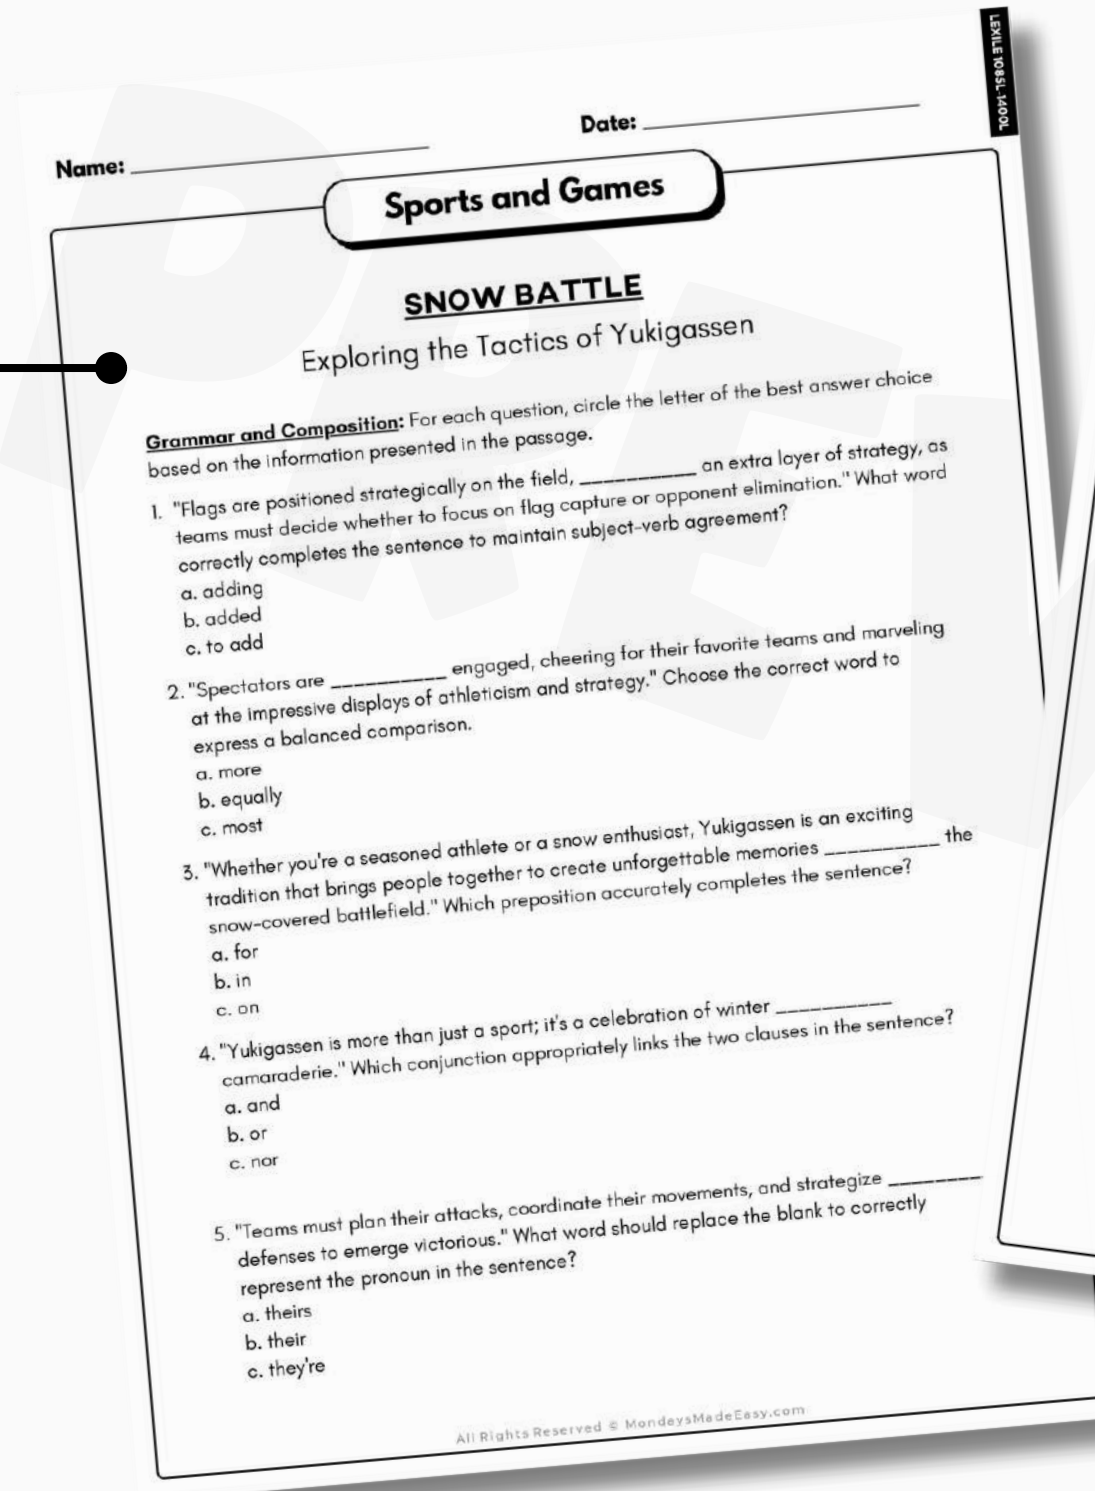 LEXILE 1085L-1400L
Name: ____________ Date: ____________
Sports and Games
SNOW BATTLE
Exploring the Tactics of Yukigassen
Grammar and Composition: For each question, circle the letter of the best answer choice
based on the information presented in the passage.
1. "Flags are positioned strategically on the field, __________ an extra layer of strategy, as
teams must decide whether to focus on flag capture or opponent elimination." What word
correctly completes the sentence to maintain subject-verb agreement?
a. adding
b. added
c. to add
2. "Spectators are __________ engaged, cheering for their favorite teams and marveling
at the impressive displays of athleticism and strategy." Choose the correct word to
express a balanced comparison.
a. more
b. equally
c. most
3. "Whether you're a seasoned athlete or a snow enthusiast, Yukigassen is an exciting
tradition that brings people together to create unforgettable memories __________ the
snow-covered battlefield." Which preposition accurately completes the sentence?
a. for
b. in
c. on
4. "Yukigassen is more than just a sport; it's a celebration of winter __________
camaraderie." Which conjunction appropriately links the two clauses in the sentence?
a. and
b. or
c. nor
5. "Teams must plan their attacks, coordinate their movements, and strategize ________
defenses to emerge victorious." What word should replace the blank to correctly
represent the pronoun in the sentence?
a. theirs
b. their
c. they're
All Rights Reserved © MondaysMadeEasy.com